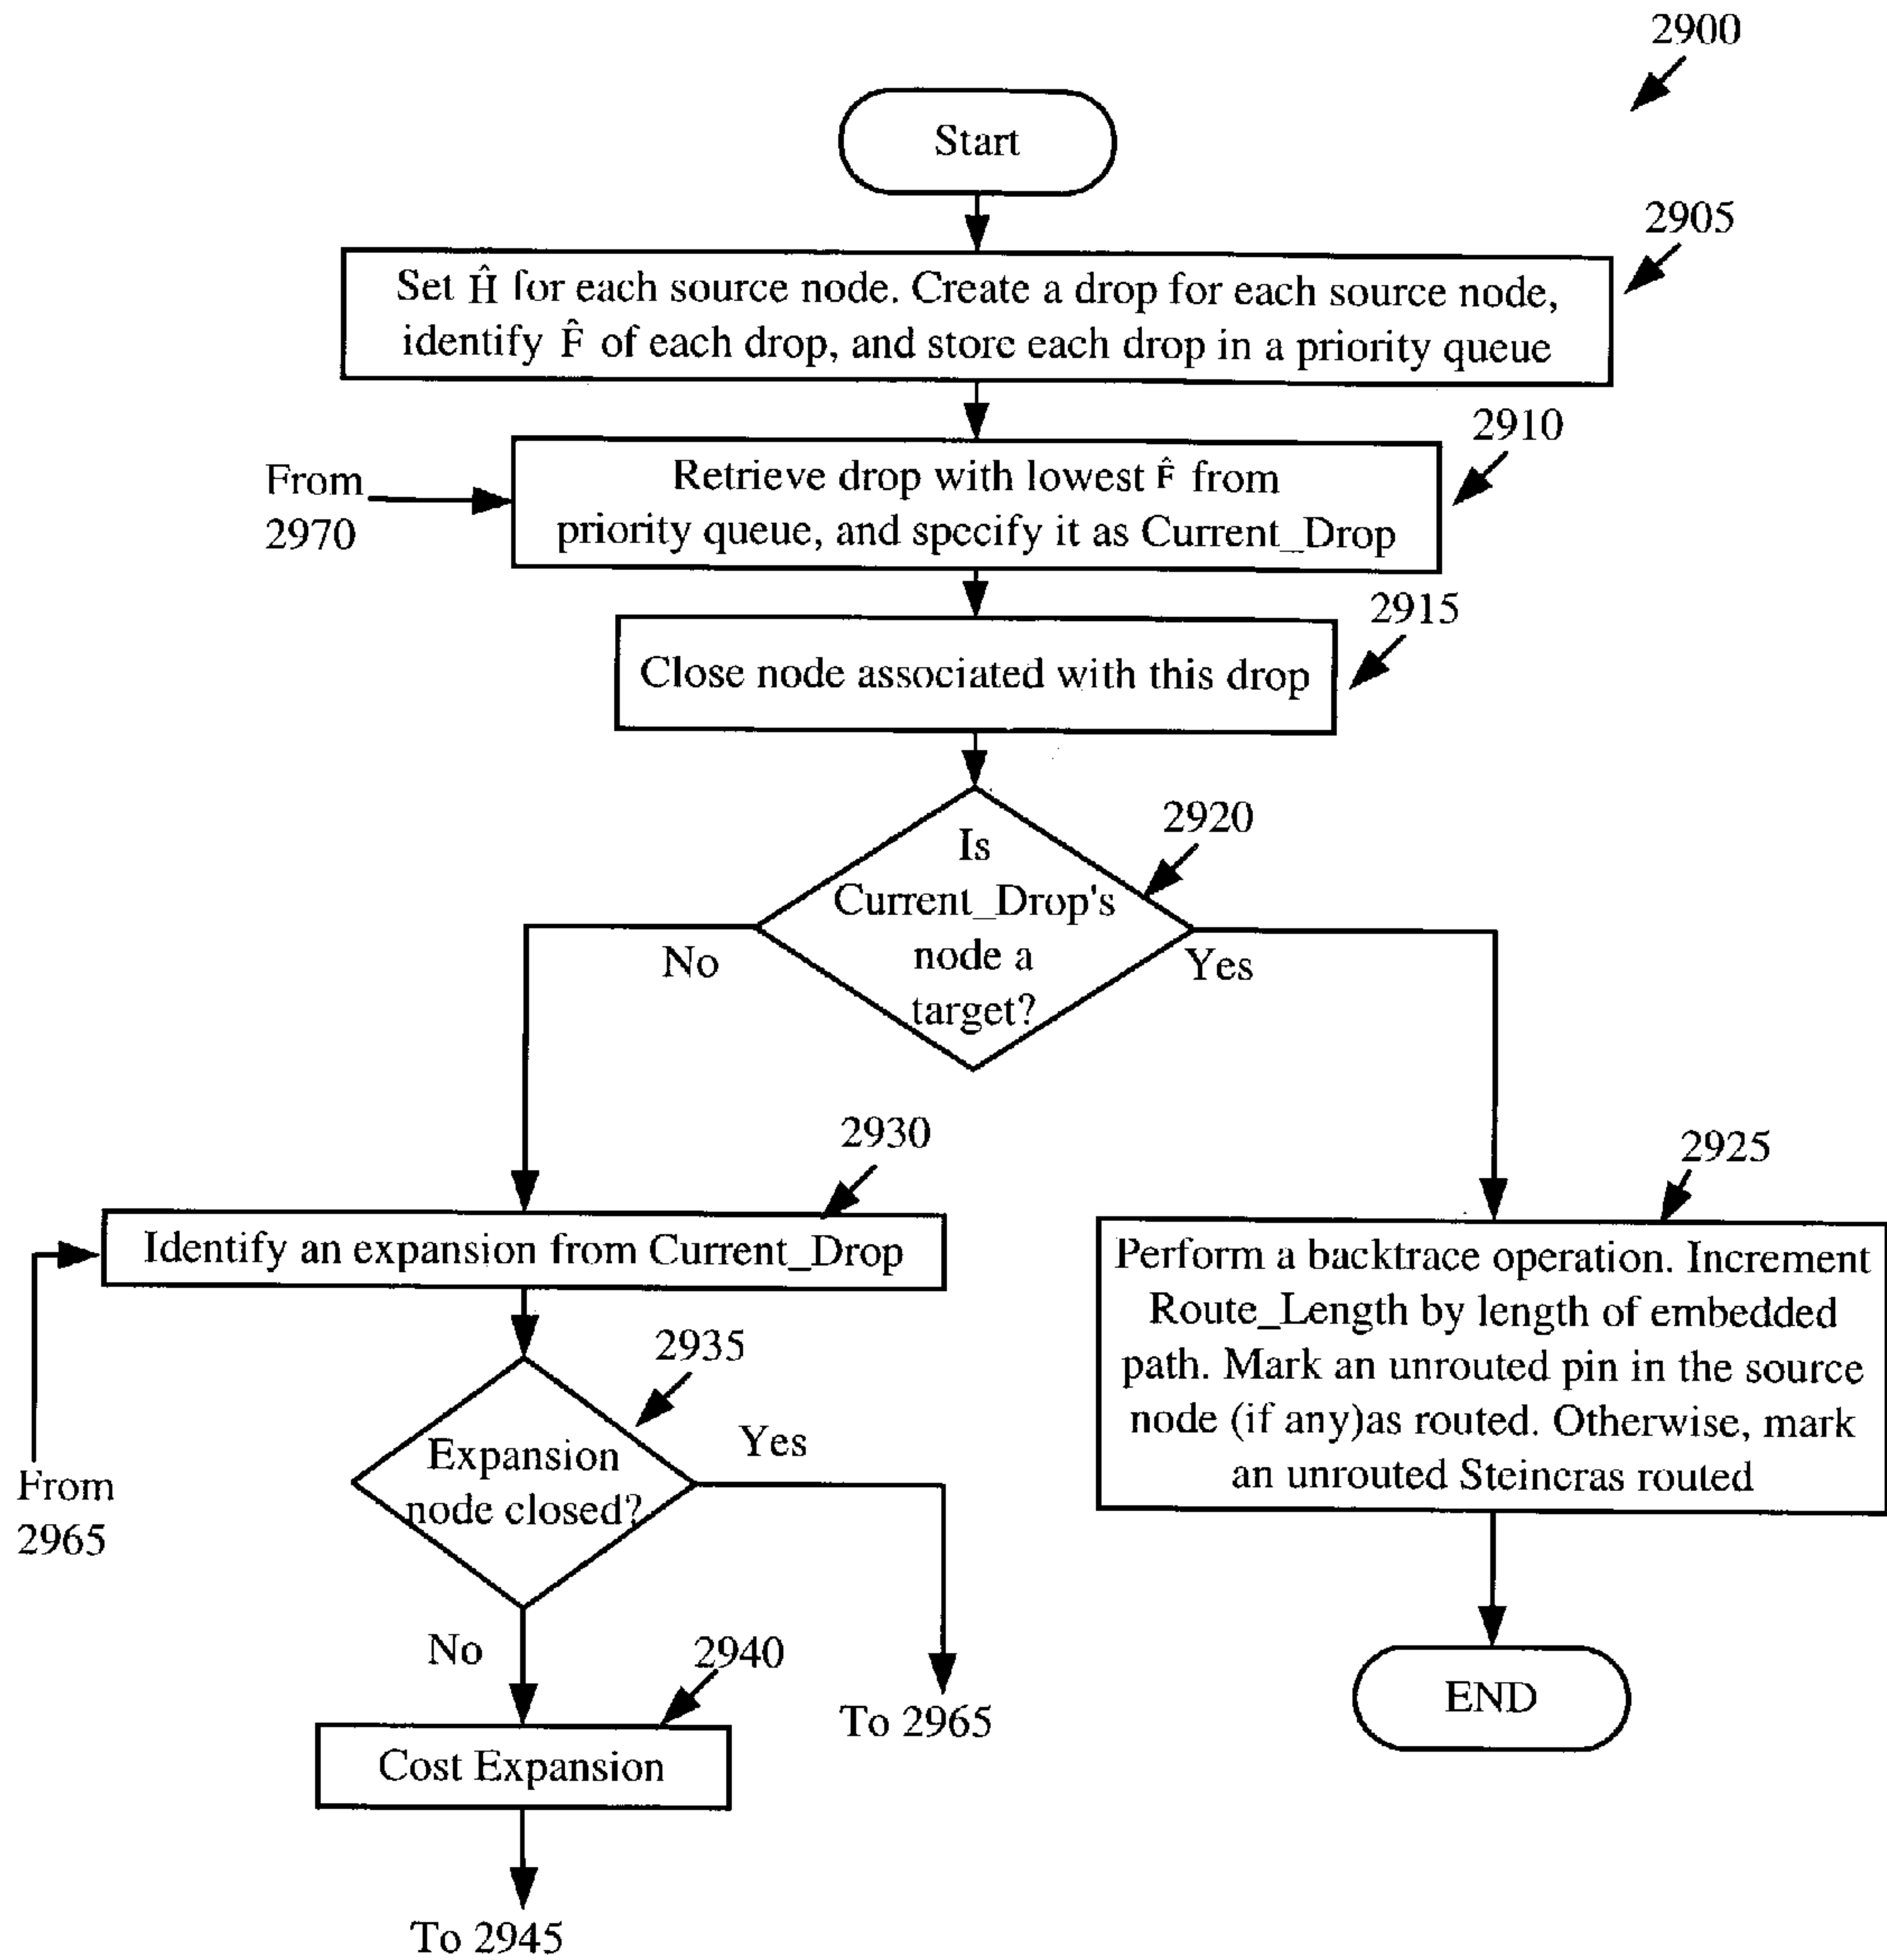 2900
Start
2905
Set Ĥ for each source node. Create a drop for each source node,
identify F̂ of each drop, and store each drop in a priority queue
2910
From
2970
Retrieve drop with lowest F̂ from
priority queue, and specify it as Current_Drop
2915
Close node associated with this drop
2920
Is
Current_Drop's
node a
target?
No
Yes
2930
Identify an expansion from Current_Drop
2925
Perform a backtrace operation. Increment
Route_Length by length of embedded
path. Mark an unrouted pin in the source
node (if any)as routed. Otherwise, mark
an unrouted Steineras routed
2935
Expansion
node closed?
Yes
From
2965
No
2940
To 2965
Cost Expansion
END
To 2945